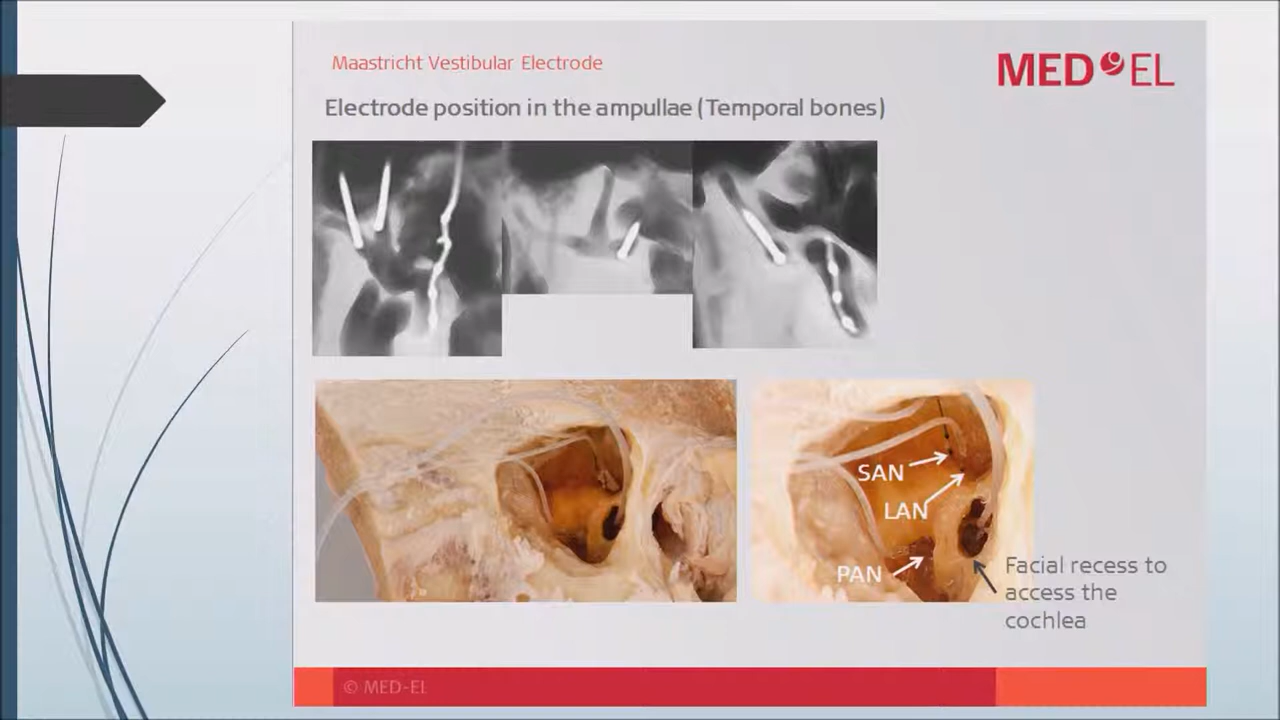 Maastricht Vestibular Electrode
MED EL
Electrode position in the ampullae (Temporal bones)
SAN
LAN
PAN
Facial recess to
access the
cochlea
© MED-EL